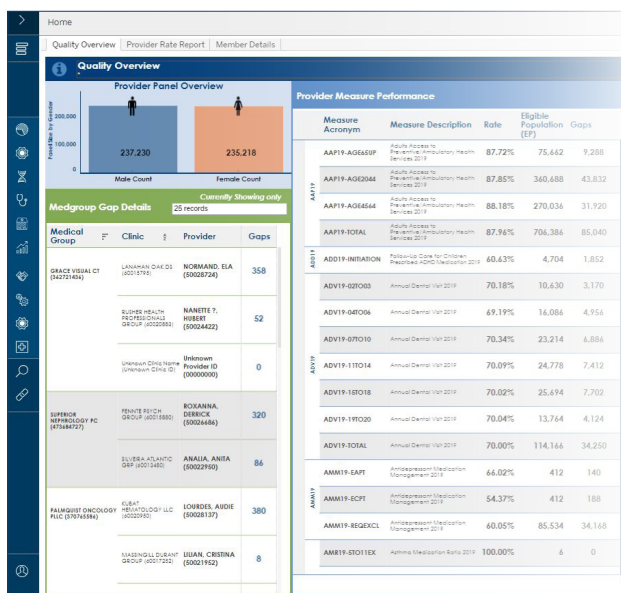 Home
Quality Overview
Provider Rate Report
Member Details
Quality Overview
Provider Panel
Overview
Panel Size by Gender
200,000
100,000
0
237,230
235,218
Male Count
Female Count
Medgroup Gap Details
Currently Showing only
25 records
Medical
Group
Clinic
Provider
Gaps
GRACE VISUAL CT
(362721436)
LANAHAN OAK DS
(60015795)
NORMAND, ELA
(50028724)
358
RUSHER HEALTH
PROFESSIONALS
GROUP (60020883)
NANETTE ?,
HUBERT
(50024422)
52
Unknown Clinic Name
(Unknown Clinic ID)
Unknown
Provider ID
(00000000)
0
SUPERIOR
NEPHROLOGY PC
(473684727)
FENNTE PSYCH
GROUP (60015880)
ROXANNA,
DERRICK
(50026686)
320
SILVEIRA ATLANTIC
GRP (60013480)
ANALIA, ANITA
(50022950)
86
PALMQUIST ONCOLOGY
PLLC (370765586)
KUBAT
HEMATOLOGY LLC
(60020950)
LOURDES, AUDIE
(50028137)
380
MASSINGILL DURANT
GROUP (60017252)
LILIAN, CRISTINA
(50021952)
8
Provider Measure Performance
Measure
Acronym
Measure Description
Rate
Eligible
Population
(EP)
Gaps
AAP19
AAP19-AGE65UP
Adults Access to
Preventive/Ambulatory Health
Services 2019
87.72%
75,662
9,288
AAP19-AGE2044
Adults Access to
Preventive/Ambulatory Health
Services 2019
87.85%
360,688
43,832
AAP19-AGE4564
Adults Access to
Preventive/Ambulatory Health
Services 2019
88.18%
270,036
31,920
AAP19-TOTAL
Adults Access to
Preventive/Ambulatory Health
Services 2019
87.96%
706,386
85,040
ADD19
ADD19-INITIATION
Follow-Up Care for Children
Prescribed ADHD Medication 2019
60.63%
4,704
1,852
ADV19
ADV19-02TO03
Annual Dental Visit 2019
70.18%
10,630
3,170
ADV19-04TO06
Annual Dental Visit 2019
69.19%
16,086
4,956
ADV19-07TO10
Annual Dental Visit 2019
70.34%
23,214
6,886
ADV19-11TO14
Annual Dental Visit 2019
70.09%
24,778
7,412
ADV19-15TO18
Annual Dental Visit 2019
70.02%
25,694
7,702
ADV19-19TO20
Annual Dental Visit 2019
70.04%
13,764
4,124
ADV19-TOTAL
Annual Dental Visit 2019
70.00%
114,166
34,250
AMM19
AMM19-EAPT
Antidepressant Medication
Management 2019
66.02%
412
140
AMM19-ECPT
Antidepressant Medication
Management 2019
54.37%
412
188
AMM19-REQEXCL
Antidepressant Medication
Management 2019
60.05%
85,534
34,168
AMR19-5TO11EX
Asthma Medication Ratio 2019
100.00%
6
0